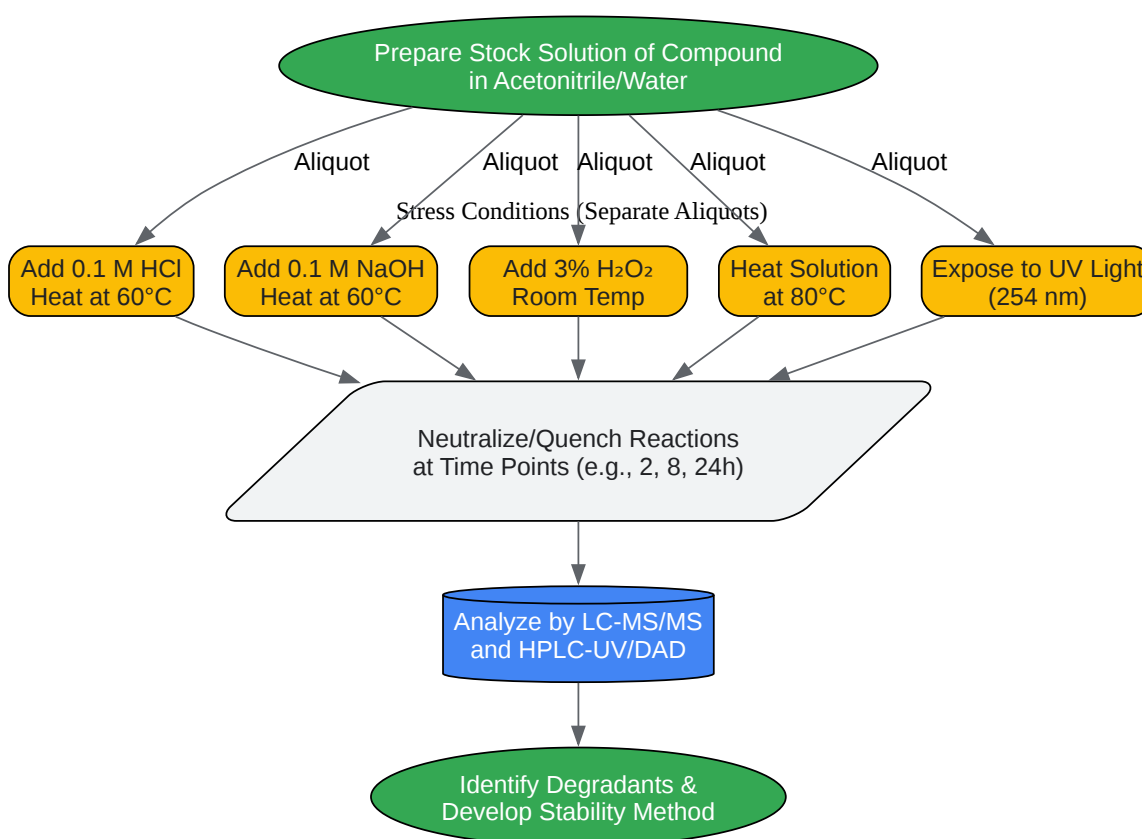 Prepare Stock Solution of Compound
in Acetonitrile/Water
Aliquot
Aliquot
Aliquot
Aliquot
Aliquot
Stress Conditions (Separate Aliquots)
Add 0.1 M HCl
Heat at 60°C
Add 0.1 M NaOH
Heat at 60°C
Add 3% H₂O₂
Room Temp
Heat Solution
at 80°C
Expose to UV Light
(254 nm)
Neutralize/Quench Reactions
at Time Points (e.g., 2, 8, 24h)
Analyze by LC-MS/MS
and HPLC-UV/DAD
Identify Degradants &
Develop Stability Method